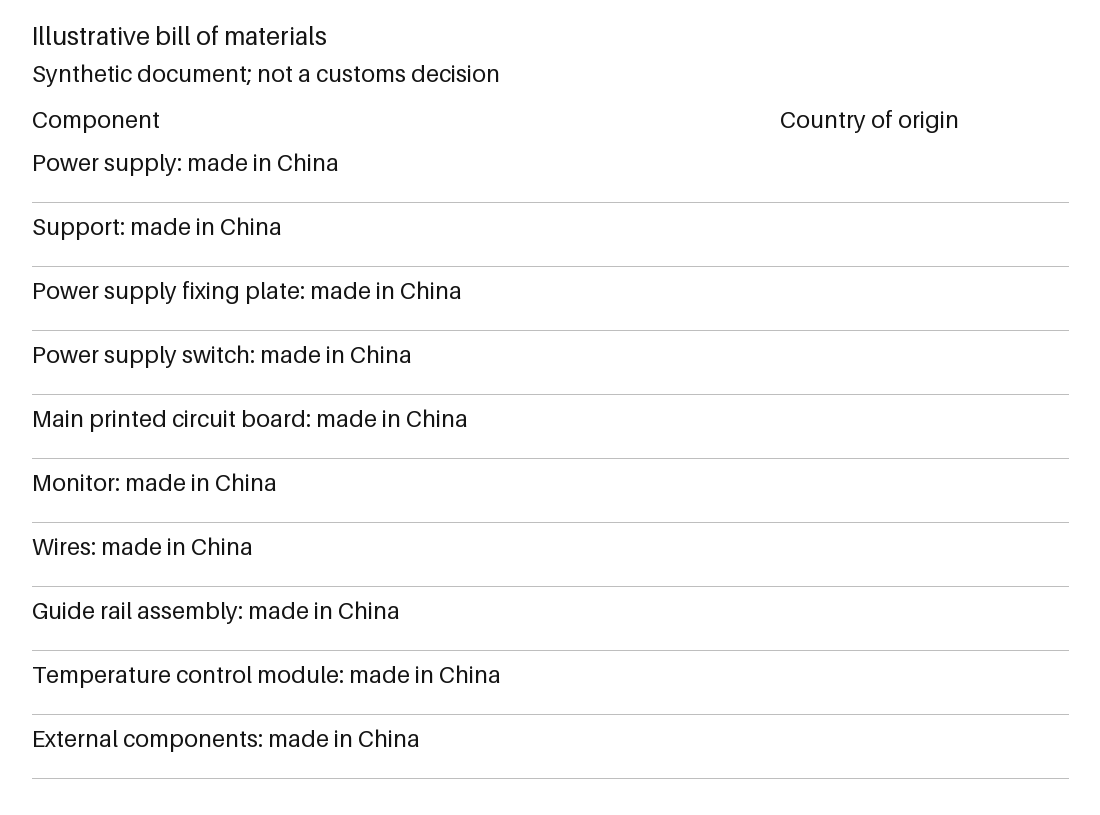 Illustrative bill of materials
Synthetic document; not a customs decision
Component Country of origin
Power supply: made in China
Support: made in China
Power supply fixing plate: made in China
Power supply switch: made in China
Main printed circuit board: made in China
Monitor: made in China
Wires: made in China
Guide rail assembly: made in China
Temperature control module: made in China
External components: made in China